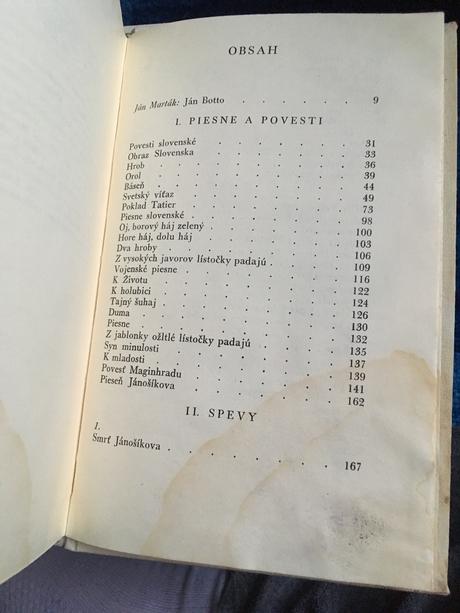 OBSAH
Ján Marták: Ján Botto . . . . . . 9
I. PIESNE A POVESTI
Povesti slovenské . . . . . . 31
Obraz Slovenska . . . . . . 33
Hrob . . . . . . 36
Orol . . . . . . 39
Báseň . . . . . . 44
Svetský víťaz . . . . . . 49
Poklad Tatier . . . . . . 73
Piesne slovenské . . . . . . 98
Oj, borový háj zelený . . . . . . 100
Hore háj, dolu háj . . . . . . 103
Dva hroby . . . . . . 106
Z vysokých javorov lístočky padajú . . . . 109
Vojenské piesne . . . . . . 116
K Životu . . . . . . 122
K holubici . . . . . . 124
Tajný šuhaj . . . . . . 126
Duma . . . . . . 130
Piesne . . . . . . 132
Z jablonky ožltlé lístočky padajú . . . . 135
Syn minulosti . . . . . . 137
K mladosti . . . . . . 139
Povesť Maginhradu . . . . . . 141
Pieseň Jánošíkova . . . . . . 162
II. SPEVY
I.
Smrť Jánošíkova . . . . . . . 167